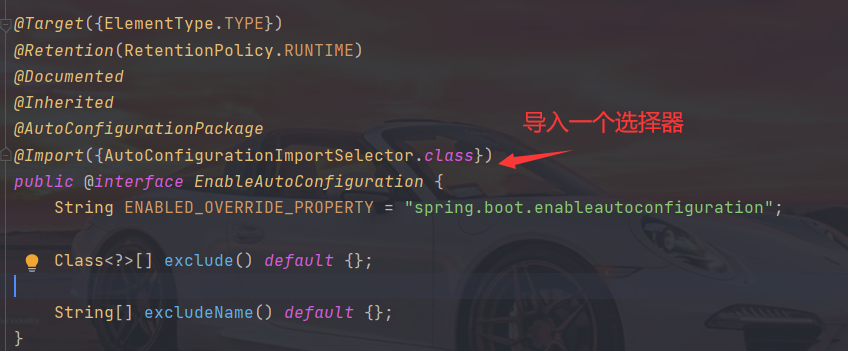 @Target({ElementType.TYPE})
@Retention(RetentionPolicy.RUNTIME)
@Documented
@Inherited
@AutoConfigurationPackage
导入一个选择器
@Import({AutoConfigurationImportSelector.class})
public @interface EnableAutoConfiguration {
    String ENABLED_OVERRIDE_PROPERTY = "spring.boot.enableautoconfiguration";
    Class<?>[] exclude() default {};
    String[] excludeName() default {};
}